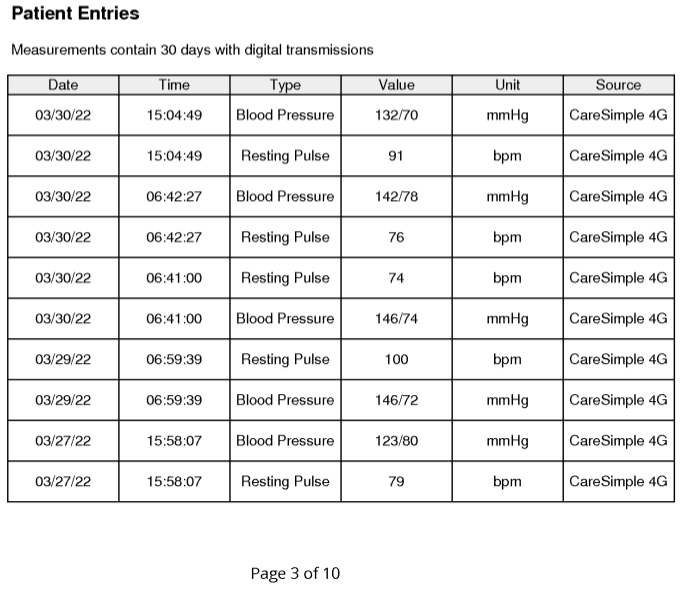 Patient Entries
Measurements contain 30 days with digital transmissions
Date Time Type Value Unit Source
03/30/22 15:04:49 Blood Pressure 132/70 mmHg CareSimple 4G
03/30/22 15:04:49 Resting Pulse 91 bpm CareSimple 4G
03/30/22 06:42:27 Blood Pressure 142/78 mmHg CareSimple 4G
03/30/22 06:42:27 Resting Pulse 76 bpm CareSimple 4G
03/30/22 06:41:00 Resting Pulse 74 bpm CareSimple 4G
03/30/22 06:41:00 Blood Pressure 146/74 mmHg CareSimple 4G
03/29/22 06:59:39 Resting Pulse 100 bpm CareSimple 4G
03/29/22 06:59:39 Blood Pressure 146/72 mmHg CareSimple 4G
03/27/22 15:58:07 Blood Pressure 123/80 mmHg CareSimple 4G
03/27/22 15:58:07 Resting Pulse 79 bpm CareSimple 4G
Page 3 of 10